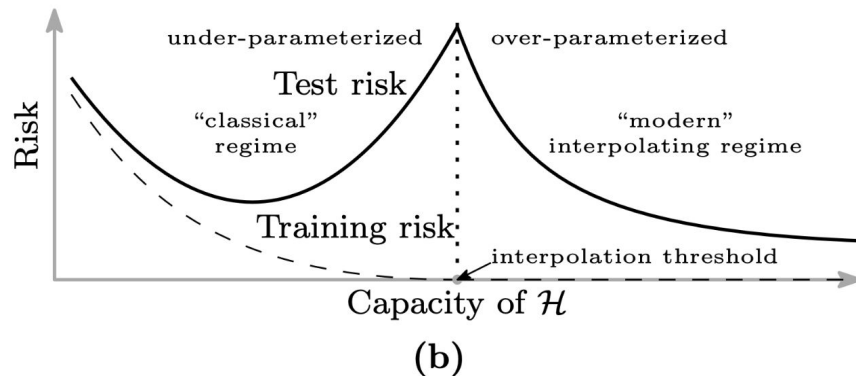 under-parameterized
over-parameterized
Test risk
“classical”
regime
“modern”
interpolating regime
Risk
Training risk
interpolation threshold
Capacity of ℋ
(b)